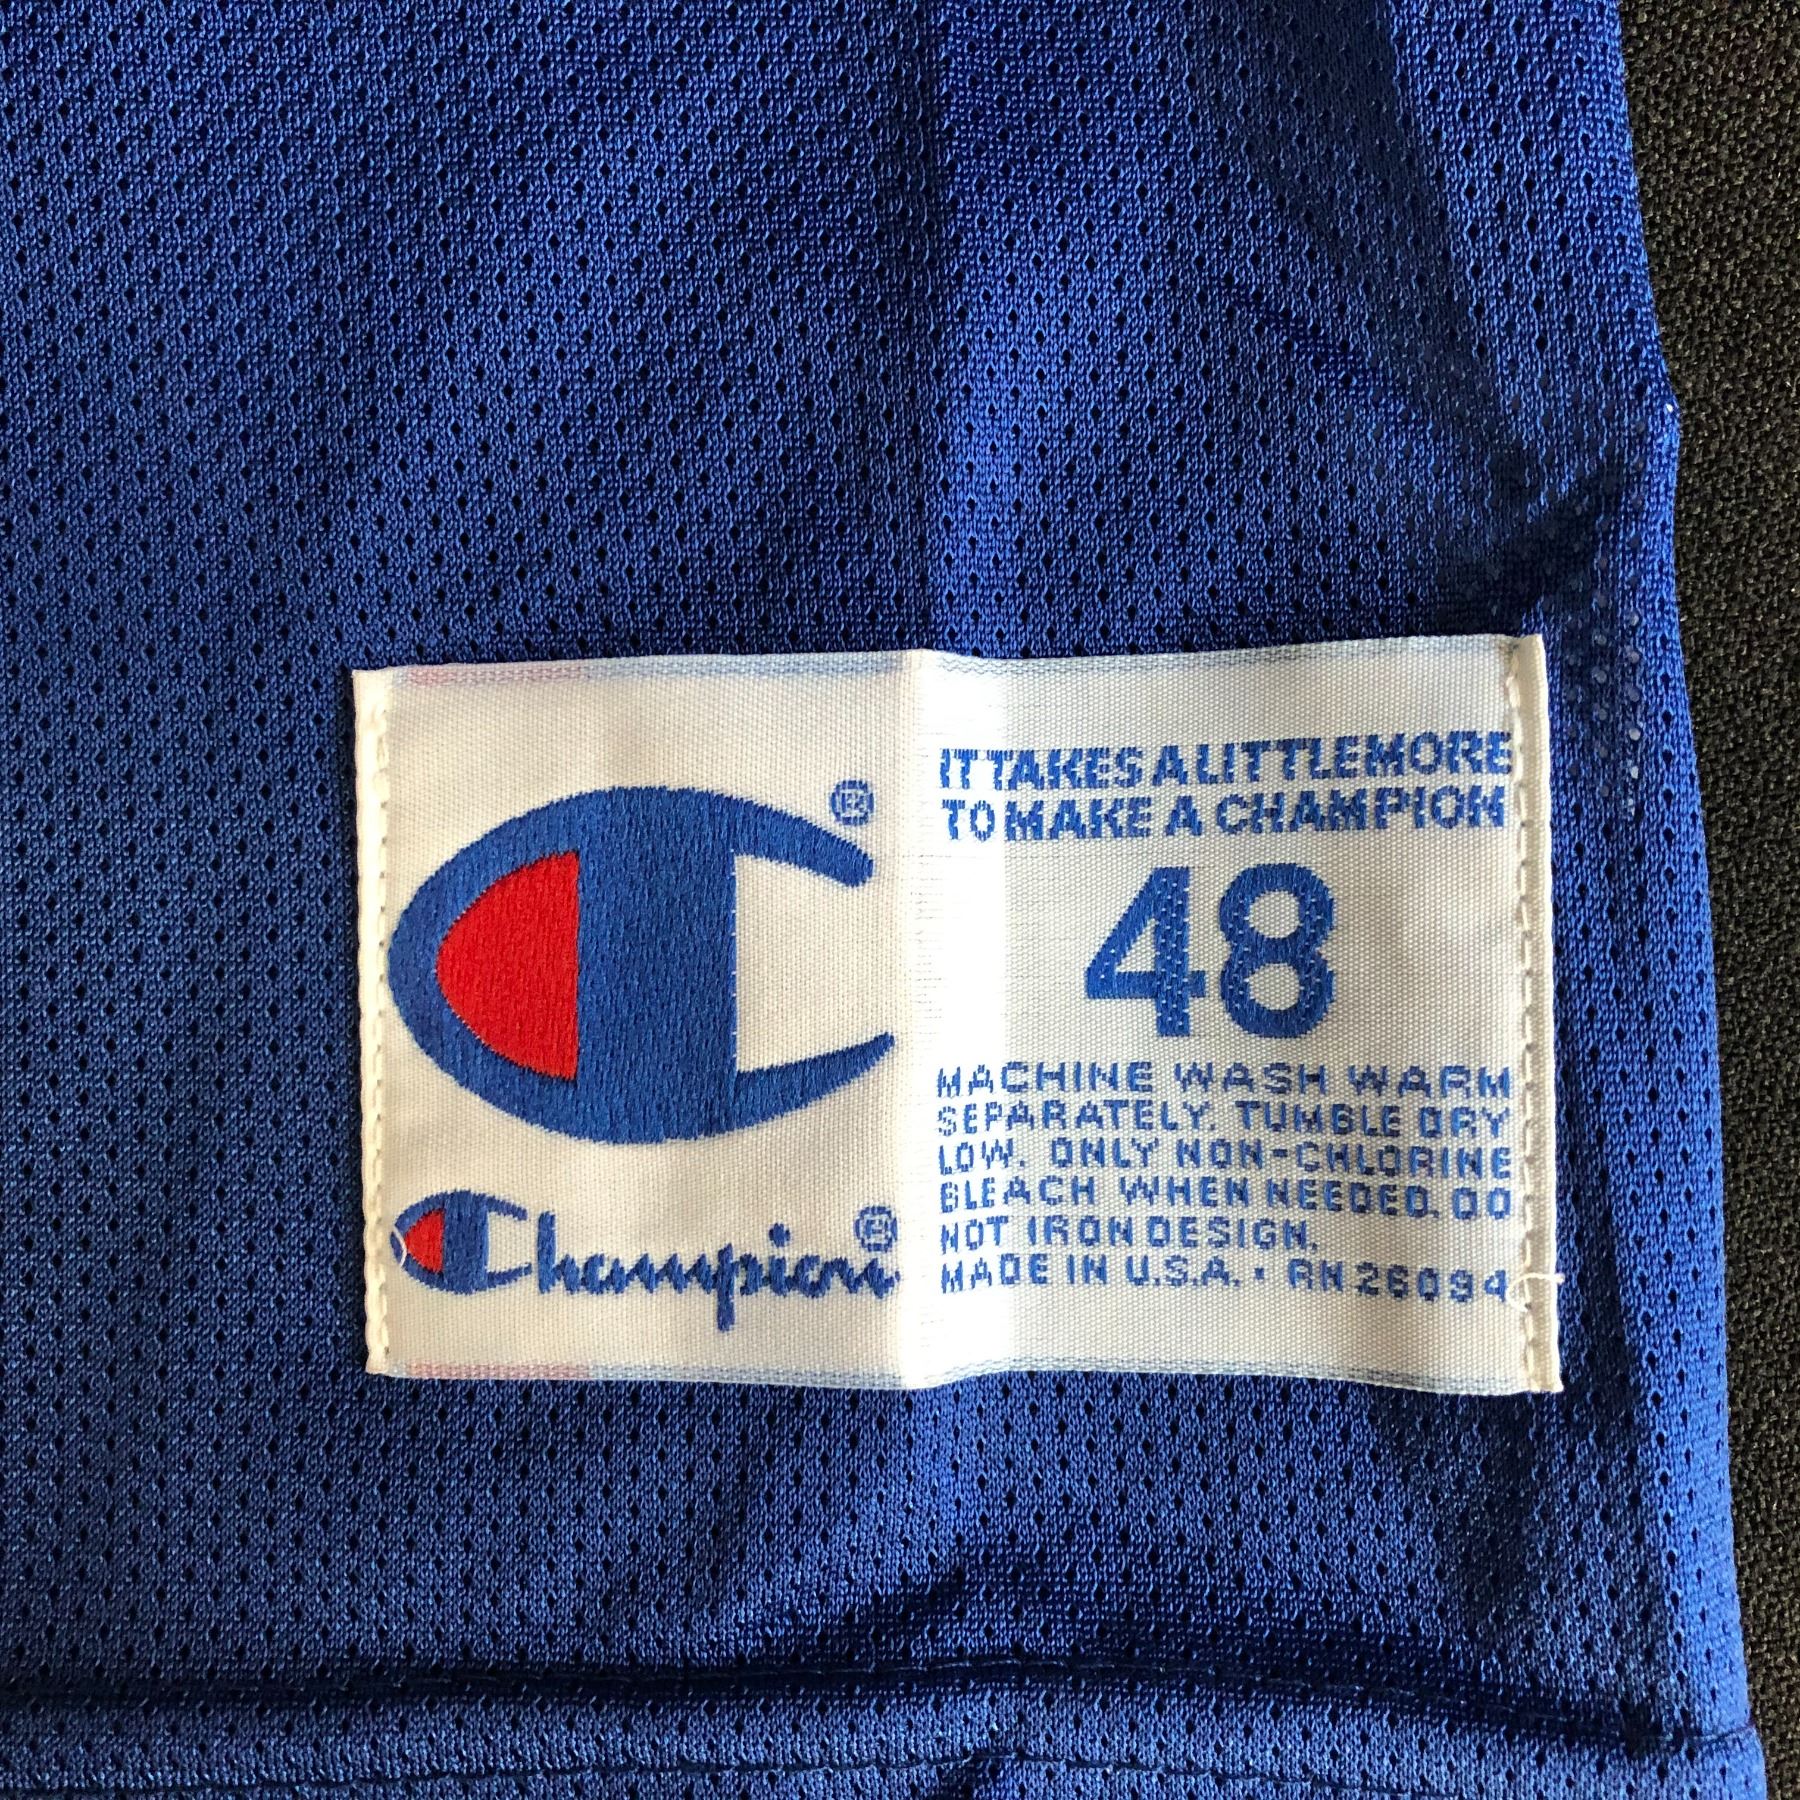 Champion®
IT TAKES A LITTLE MORE
TO MAKE A CHAMPION
48
MACHINE WASH WARM
SEPARATELY. TUMBLE DRY
LOW. ONLY NON-CHLORINE
BLEACH WHEN NEEDED. DO
NOT IRON DESIGN.
MADE IN U.S.A. • RN 26094